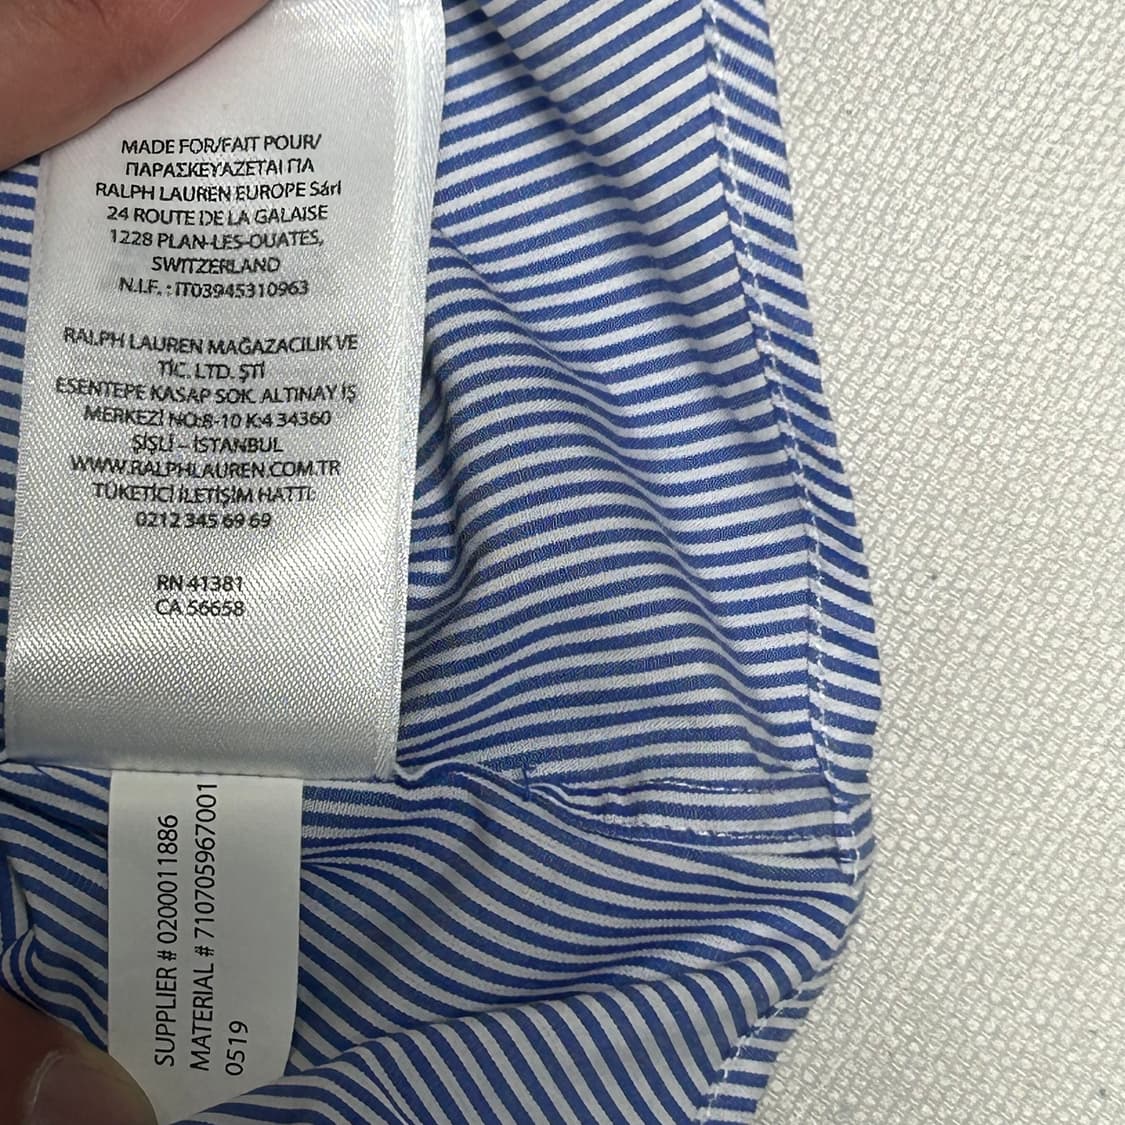 MADE FOR/FAIT POUR/
ΠΑΡΑΣΚΕΥΑΖΕΤΑΙ ΓΙΑ
RALPH LAUREN EUROPE Sárl
24 ROUTE DE LA GALAISE
1228 PLAN-LES-OUATES,
SWITZERLAND
N.I.F. : IT03945310963
RALPH LAUREN MAĞAZACILIK VE
TİC. LTD. ŞTİ
ESENTEPE KASAP SOK. ALTINAY İŞ
MERKEZİ NO:8-10 K:4 34360
ŞİŞLİ – İSTANBUL
WWW.RALPHLAUREN.COM.TR
TÜKETİCİ İLETİŞİM HATTI:
0212 345 69 69
RN 41381
CA 56658
SUPPLIER # 0200011886
MATERIAL # 710705967001
0519